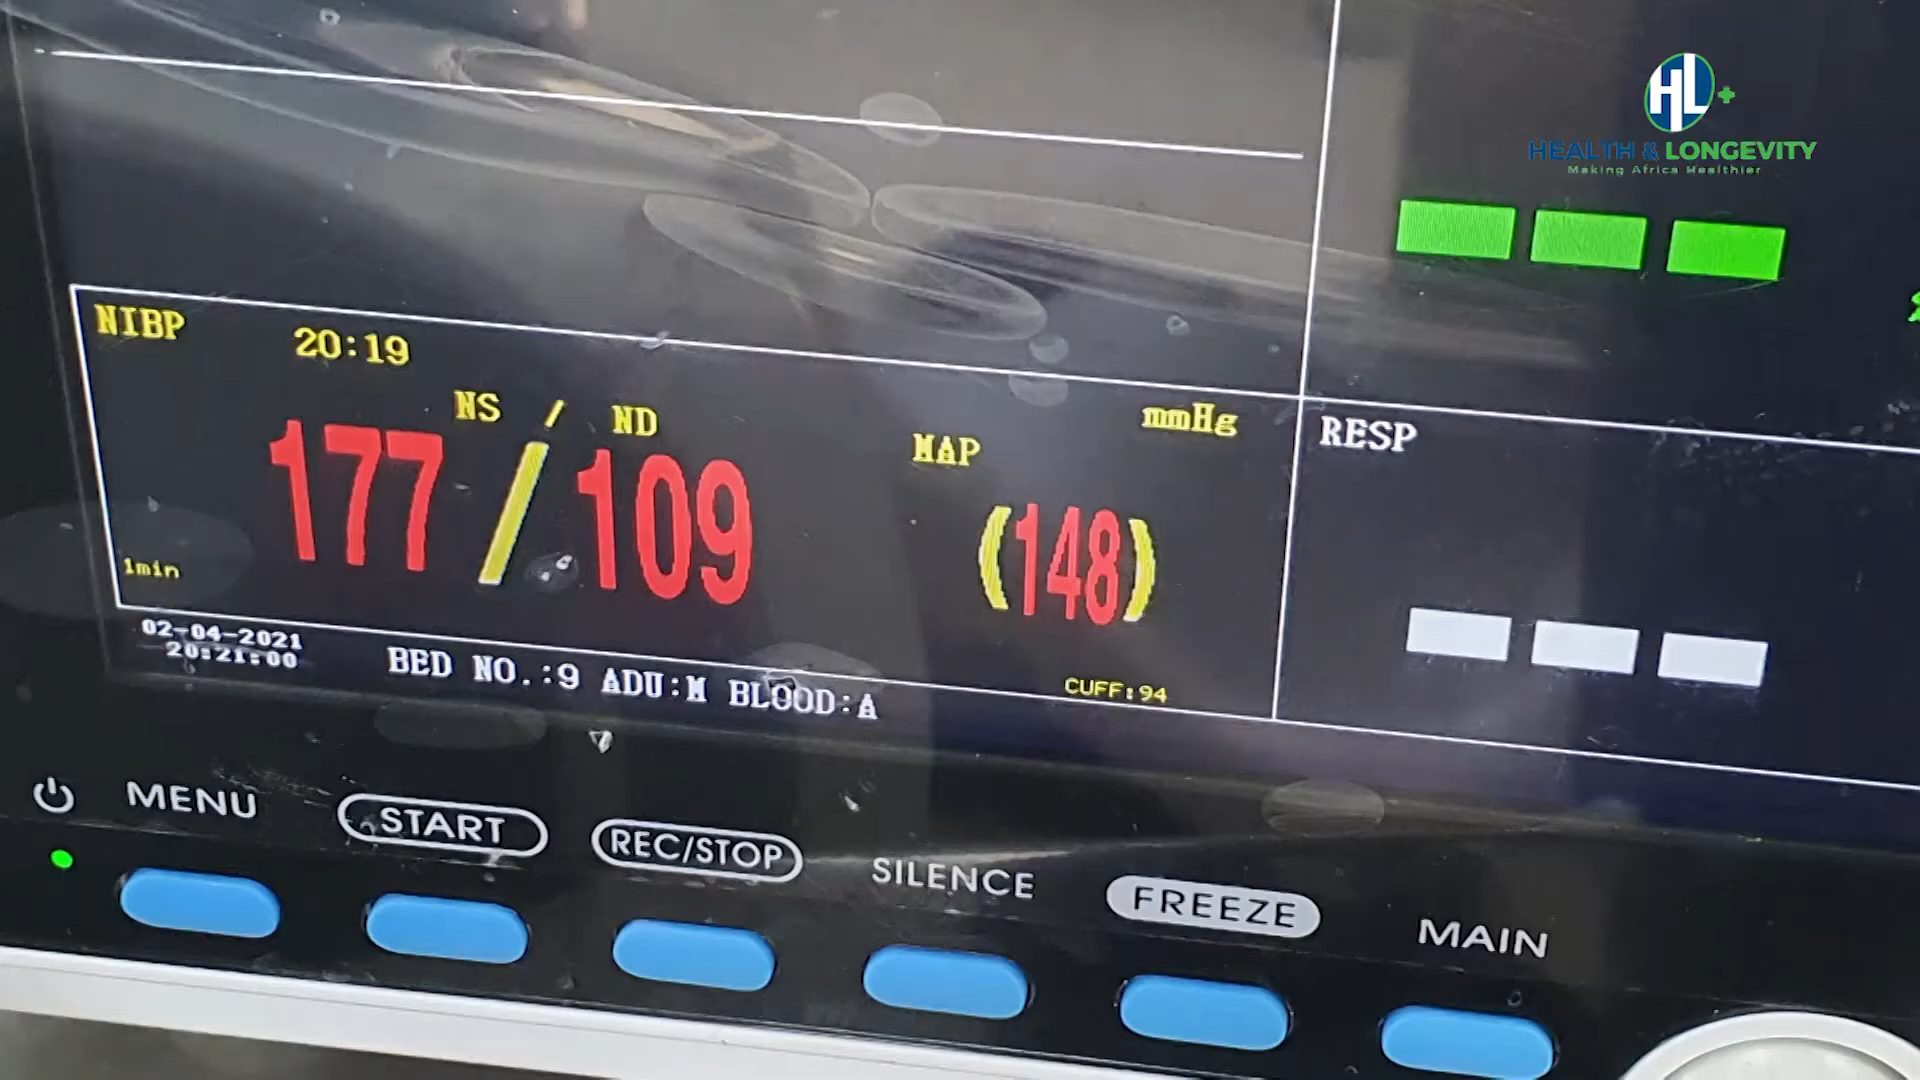 HL+
HEALTH & LONGEVITY
Making Africa Healthier
NIBP 20:19
NS / ND
mmHg
MAP
177/109
(148)
1min
RESP
02-04-2021
20:21:00
BED NO.:9 ADU:M BLOOD:A
CUFF:94
MENU
START
REC/STOP
SILENCE
FREEZE
MAIN